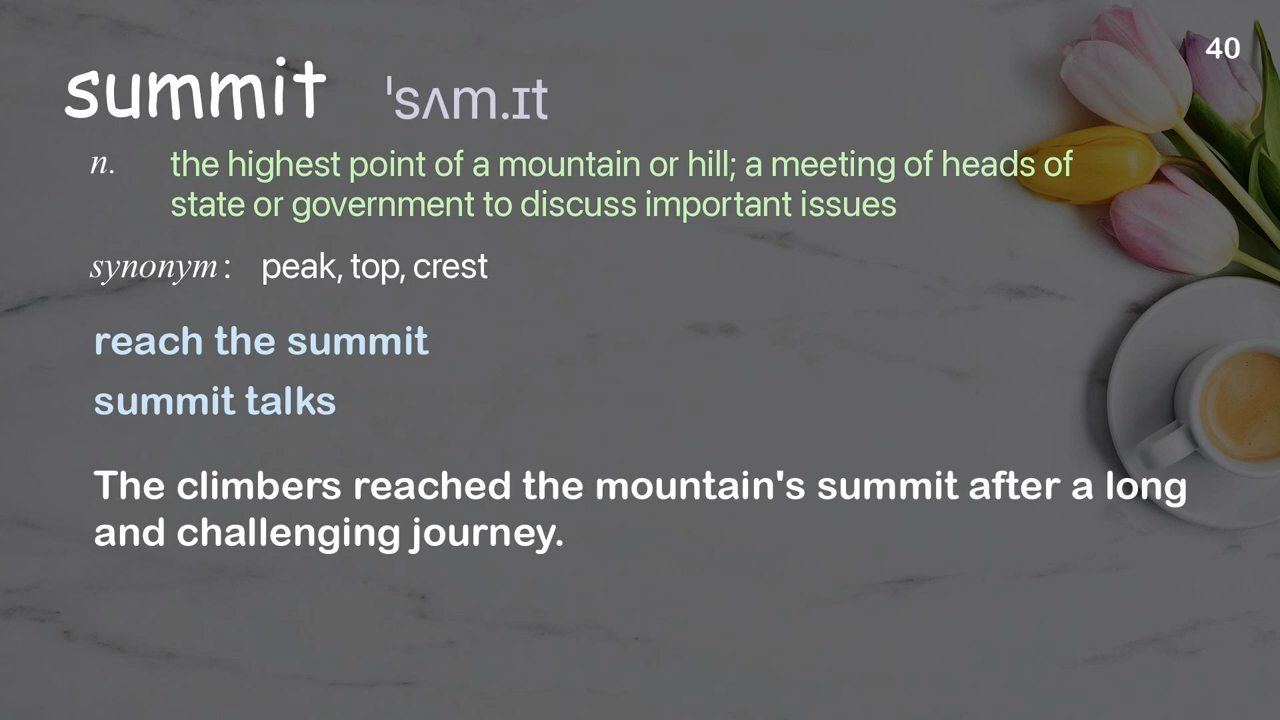 40
summit ˈsʌm.ɪt
n. the highest point of a mountain or hill; a meeting of heads of
state or government to discuss important issues
synonym: peak, top, crest
reach the summit
summit talks
The climbers reached the mountain's summit after a long
and challenging journey.